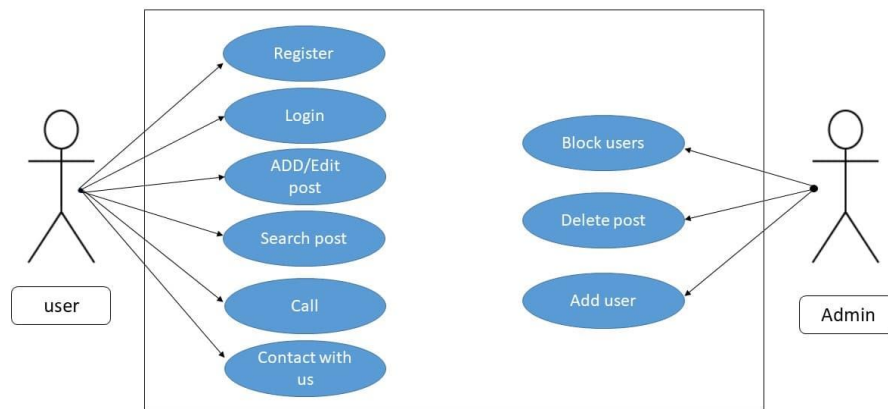 Register
Login
ADD/Edit
post
Search post
Call
Contact with
us
user
Block users
Delete post
Add user
Admin